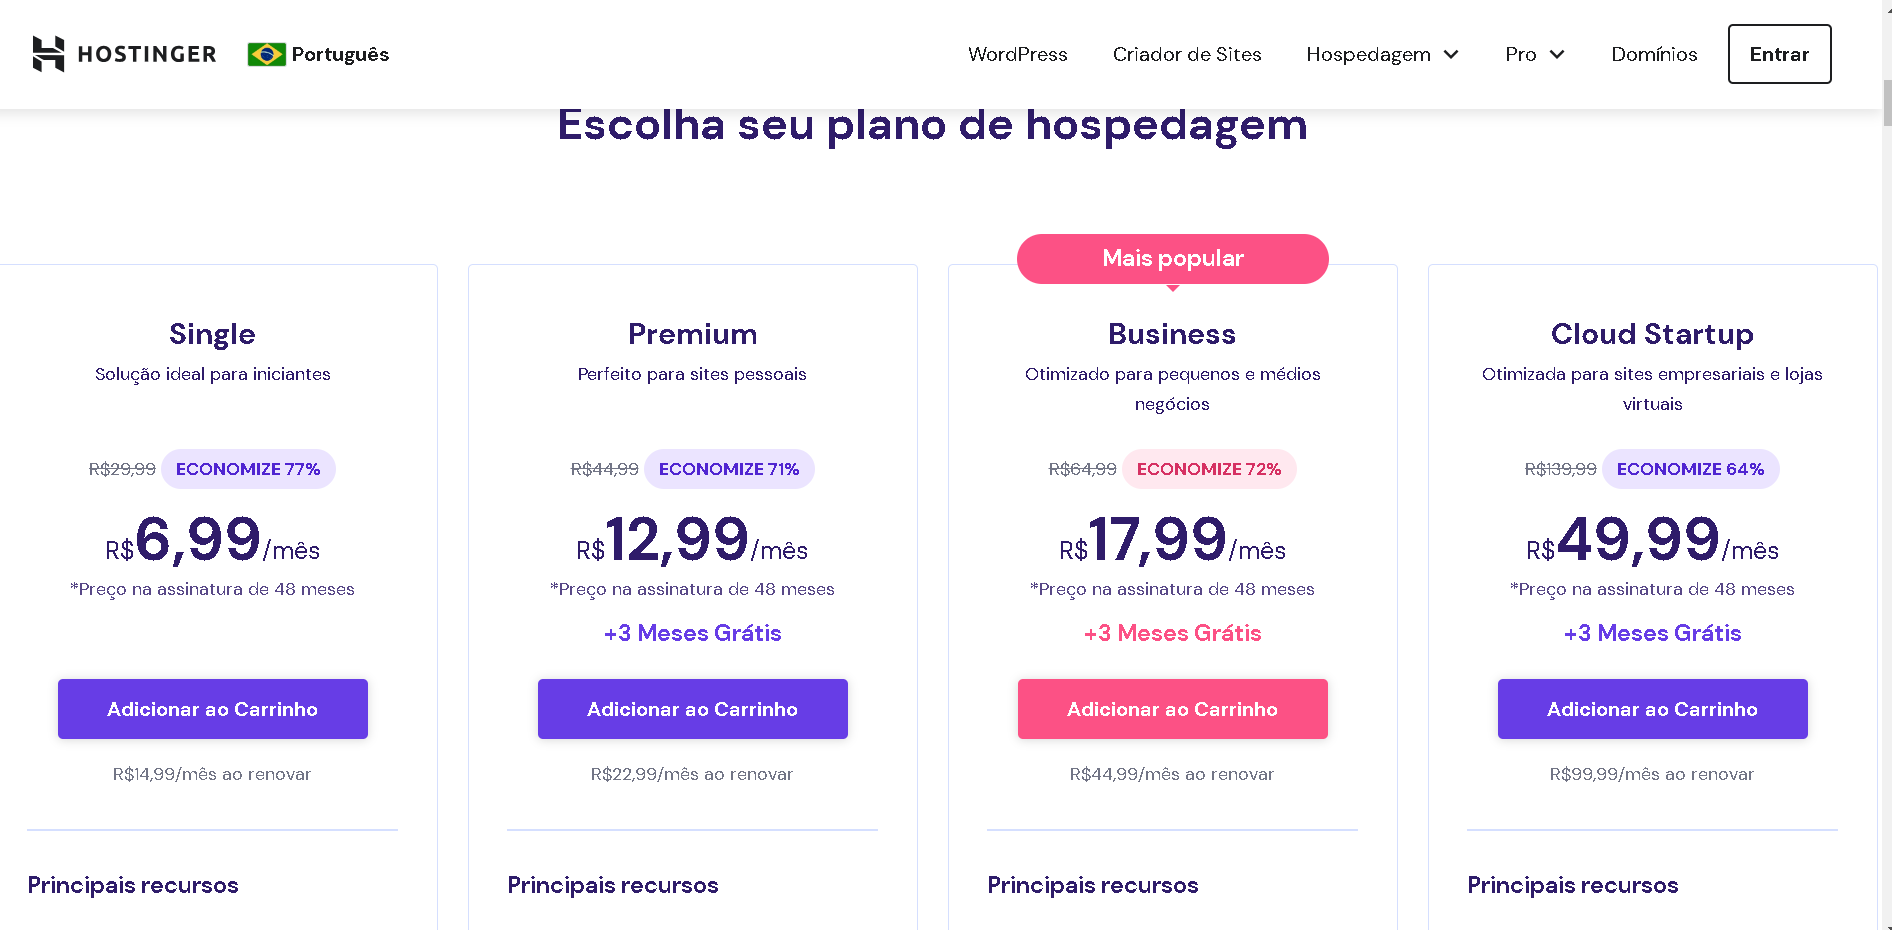 HOSTINGER
Português
WordPress
Criador de Sites
Hospedagem
Pro
Domínios
Entrar
Escolha seu plano de hospedagem
Single
Solução ideal para iniciantes
R$29,99 ECONOMIZE 77%
R$6,99/mês
*Preço na assinatura de 48 meses
Adicionar ao Carrinho
R$14,99/mês ao renovar
Principais recursos
Premium
Perfeito para sites pessoais
R$44,99 ECONOMIZE 71%
R$12,99/mês
*Preço na assinatura de 48 meses
+3 Meses Grátis
Adicionar ao Carrinho
R$22,99/mês ao renovar
Principais recursos
Mais popular
Business
Otimizado para pequenos e médios
negócios
R$64,99 ECONOMIZE 72%
R$17,99/mês
*Preço na assinatura de 48 meses
+3 Meses Grátis
Adicionar ao Carrinho
R$44,99/mês ao renovar
Principais recursos
Cloud Startup
Otimizada para sites empresariais e lojas
virtuais
R$139,99 ECONOMIZE 64%
R$49,99/mês
*Preço na assinatura de 48 meses
+3 Meses Grátis
Adicionar ao Carrinho
R$99,99/mês ao renovar
Principais recursos